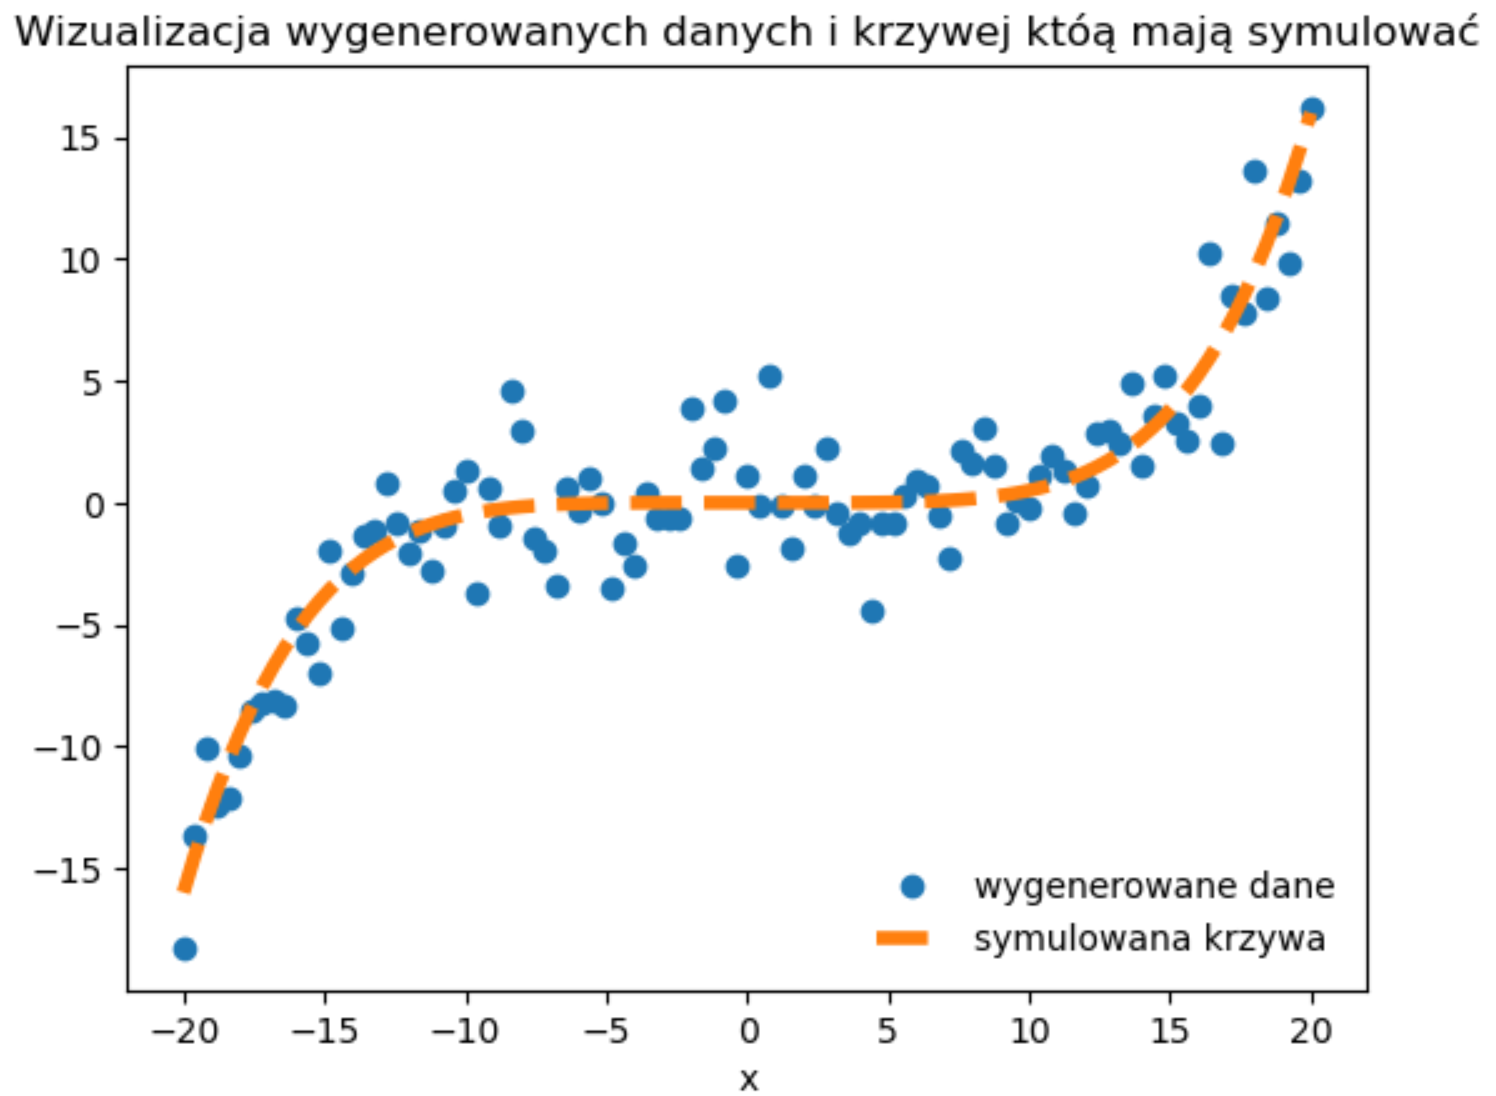 Wizualizacja wygenerowanych danych i krzywej któą mają symulować
15
10
5
0
−5
−10
−15
wygenerowane dane
symulowana krzywa
−20 −15 −10 −5 0 5 10 15 20
x